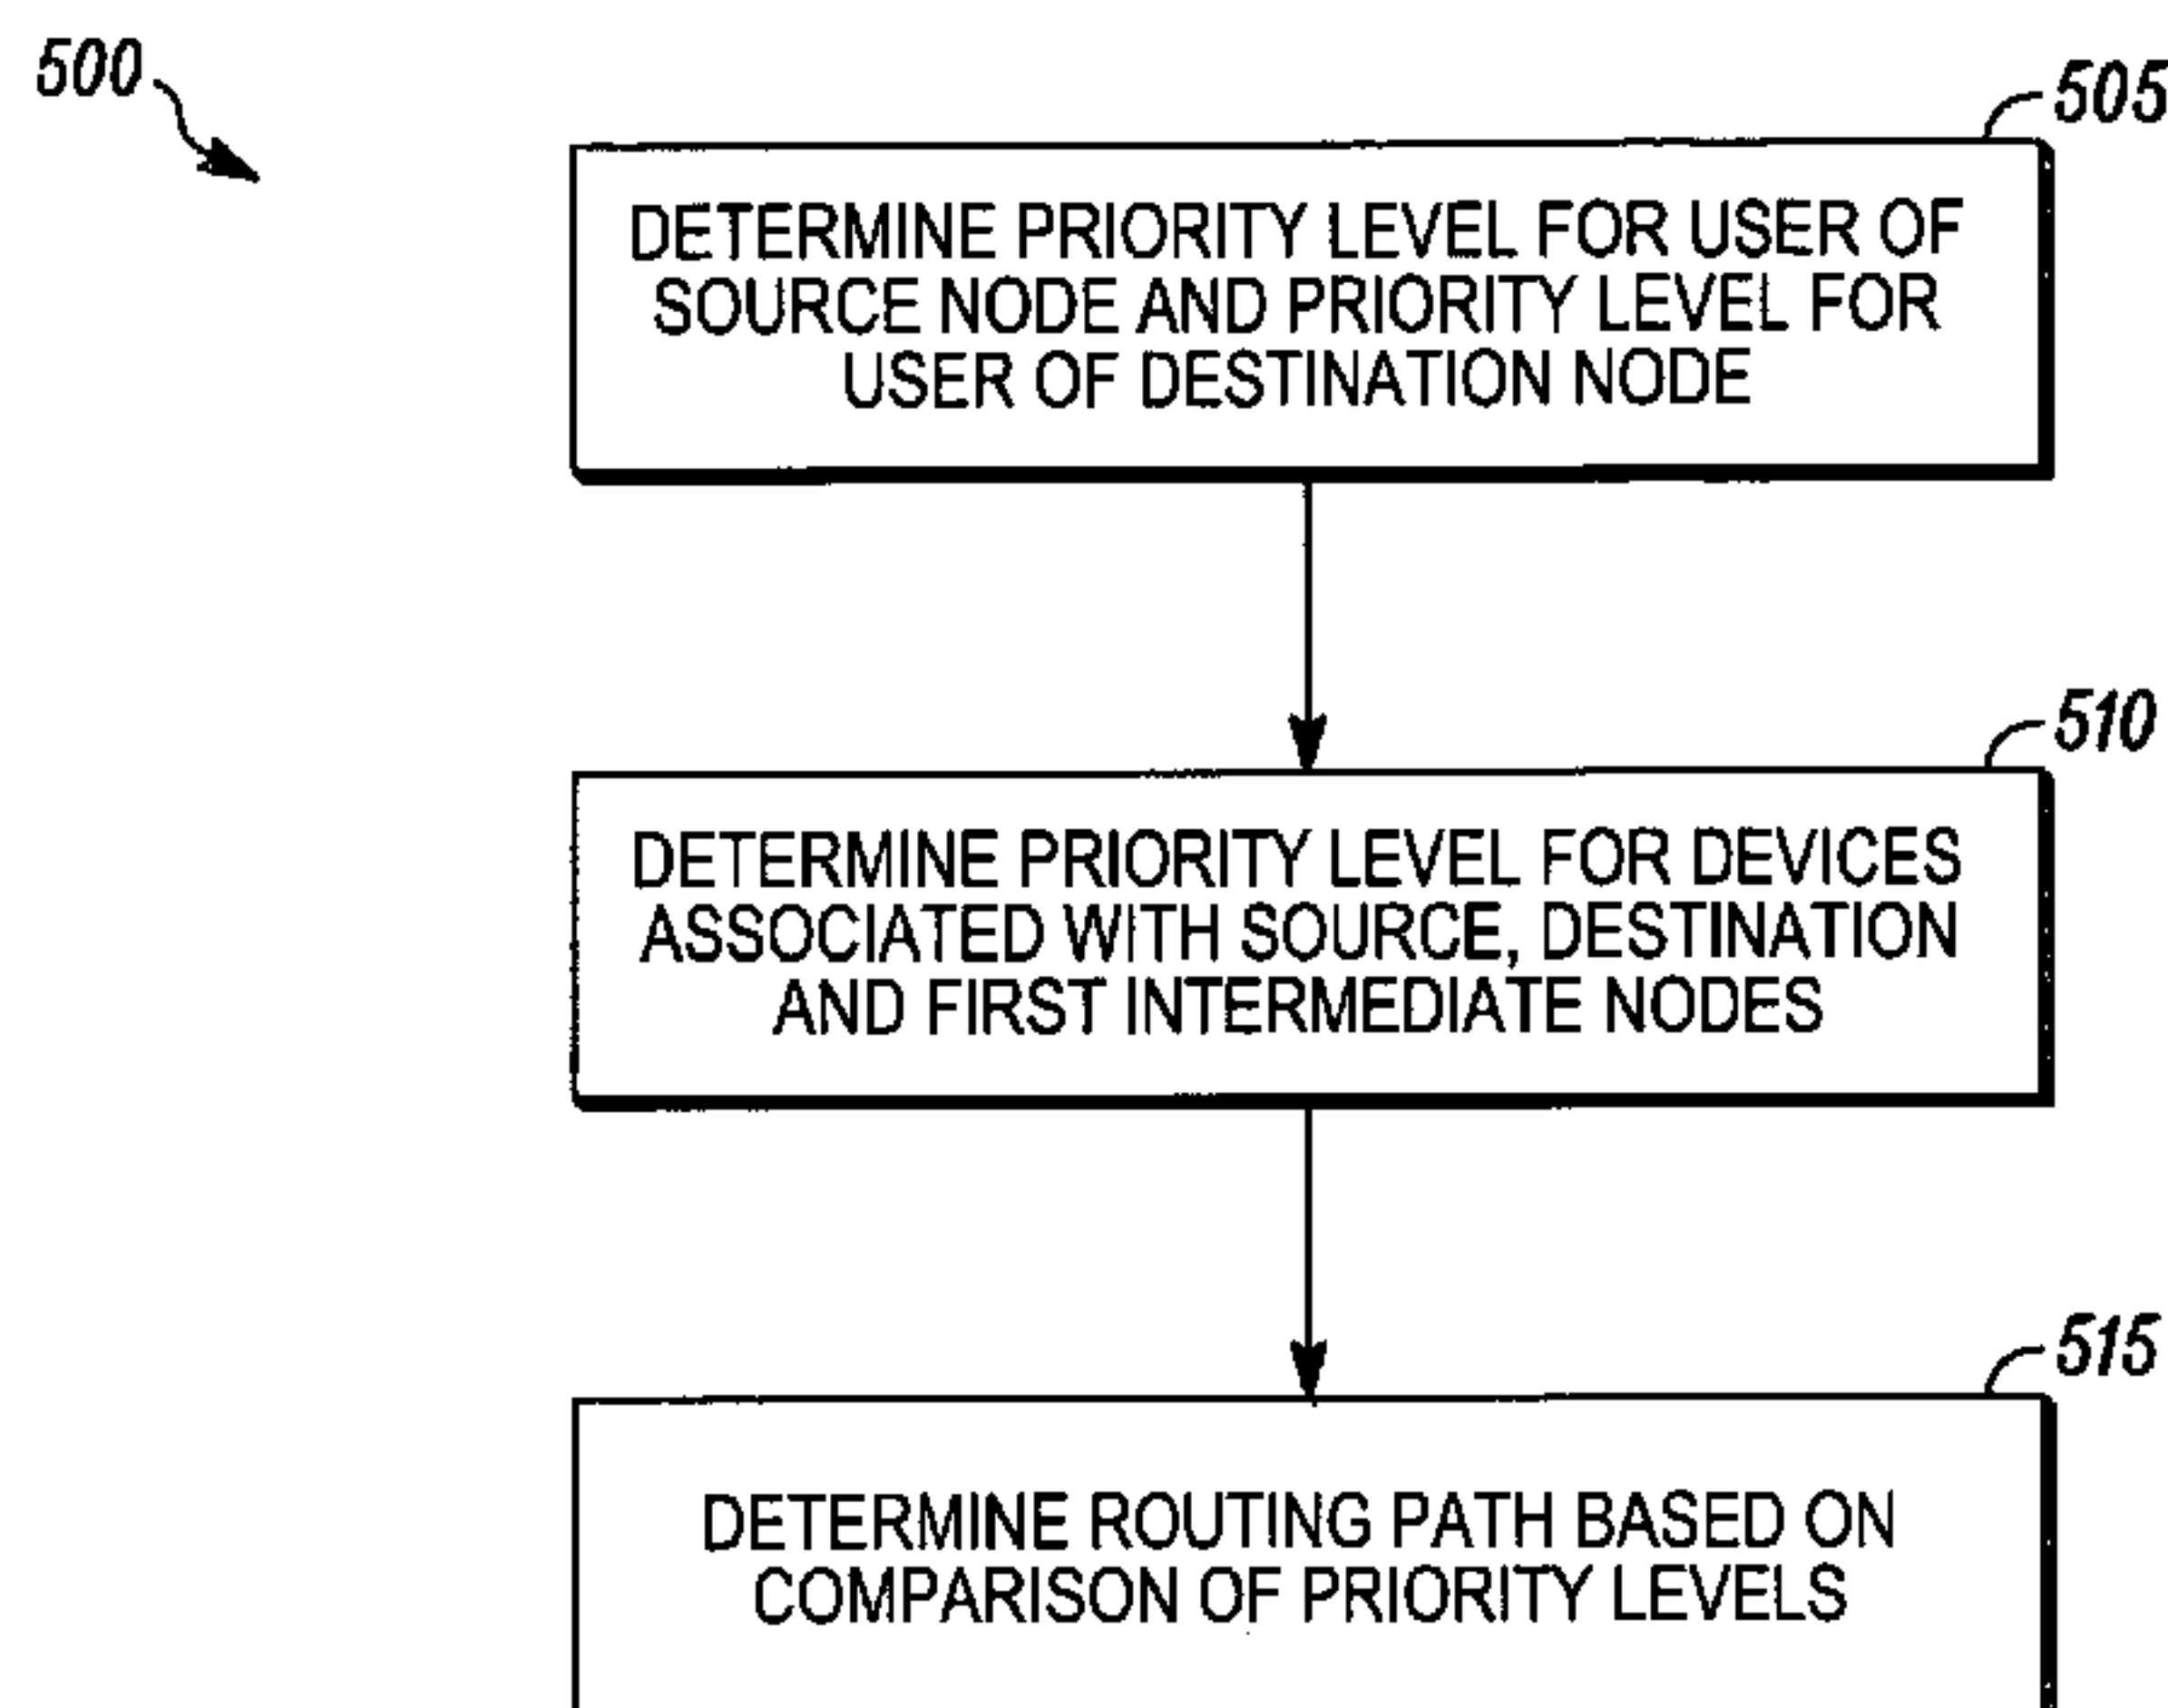 500
505
DETERMINE PRIORITY LEVEL FOR USER OF
SOURCE NODE AND PRIORITY LEVEL FOR
USER OF DESTINATION NODE
510
DETERMINE PRIORITY LEVEL FOR DEVICES
ASSOCIATED WITH SOURCE, DESTINATION
AND FIRST INTERMEDIATE NODES
515
DETERMINE ROUTING PATH BASED ON
COMPARISON OF PRIORITY LEVELS